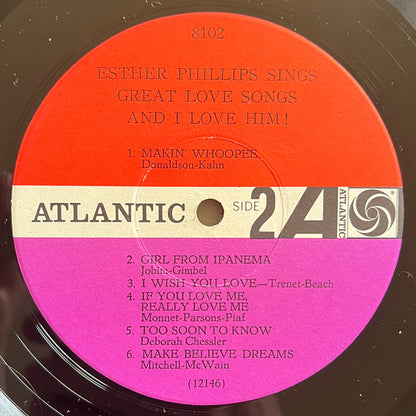 8102
ESTHER PHILLIPS SINGS
GREAT LOVE SONGS
AND I LOVE HIM!
1. MAKIN' WHOOPEE
Donaldson-Kahn
ATLANTIC SIDE 2 A ATLANTIC
2. GIRL FROM IPANEMA
Jobim-Gimbel
3. I WISH YOU LOVE—Trenet-Beach
4. IF YOU LOVE ME,
REALLY LOVE ME
Monnet-Parsons-Piaf
5. TOO SOON TO KNOW
Deborah Chessler
6. MAKE BELIEVE DREAMS
Mitchell-McWain
(12146)